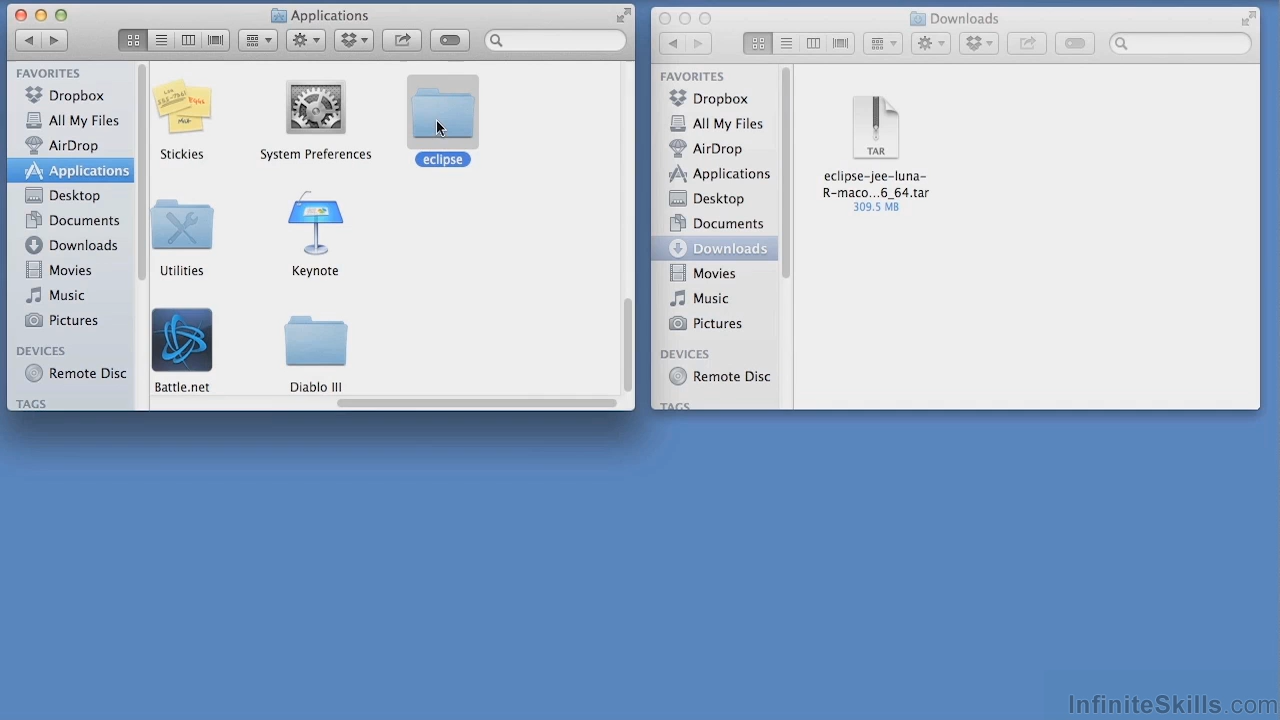 Applications
FAVORITES
Dropbox
All My Files
AirDrop
Applications
Desktop
Documents
Downloads
Movies
Music
Pictures
DEVICES
Remote Disc
TAGS
Stickies
System Preferences
eclipse
Utilities
Keynote
Battle.net
Diablo III
Downloads
FAVORITES
Dropbox
All My Files
AirDrop
Applications
Desktop
Documents
Downloads
Movies
Music
Pictures
DEVICES
Remote Disc
TAGS
TAR
eclipse-jee-luna-
R-maco...6_64.tar
309.5 MB
InfiniteSkills.com